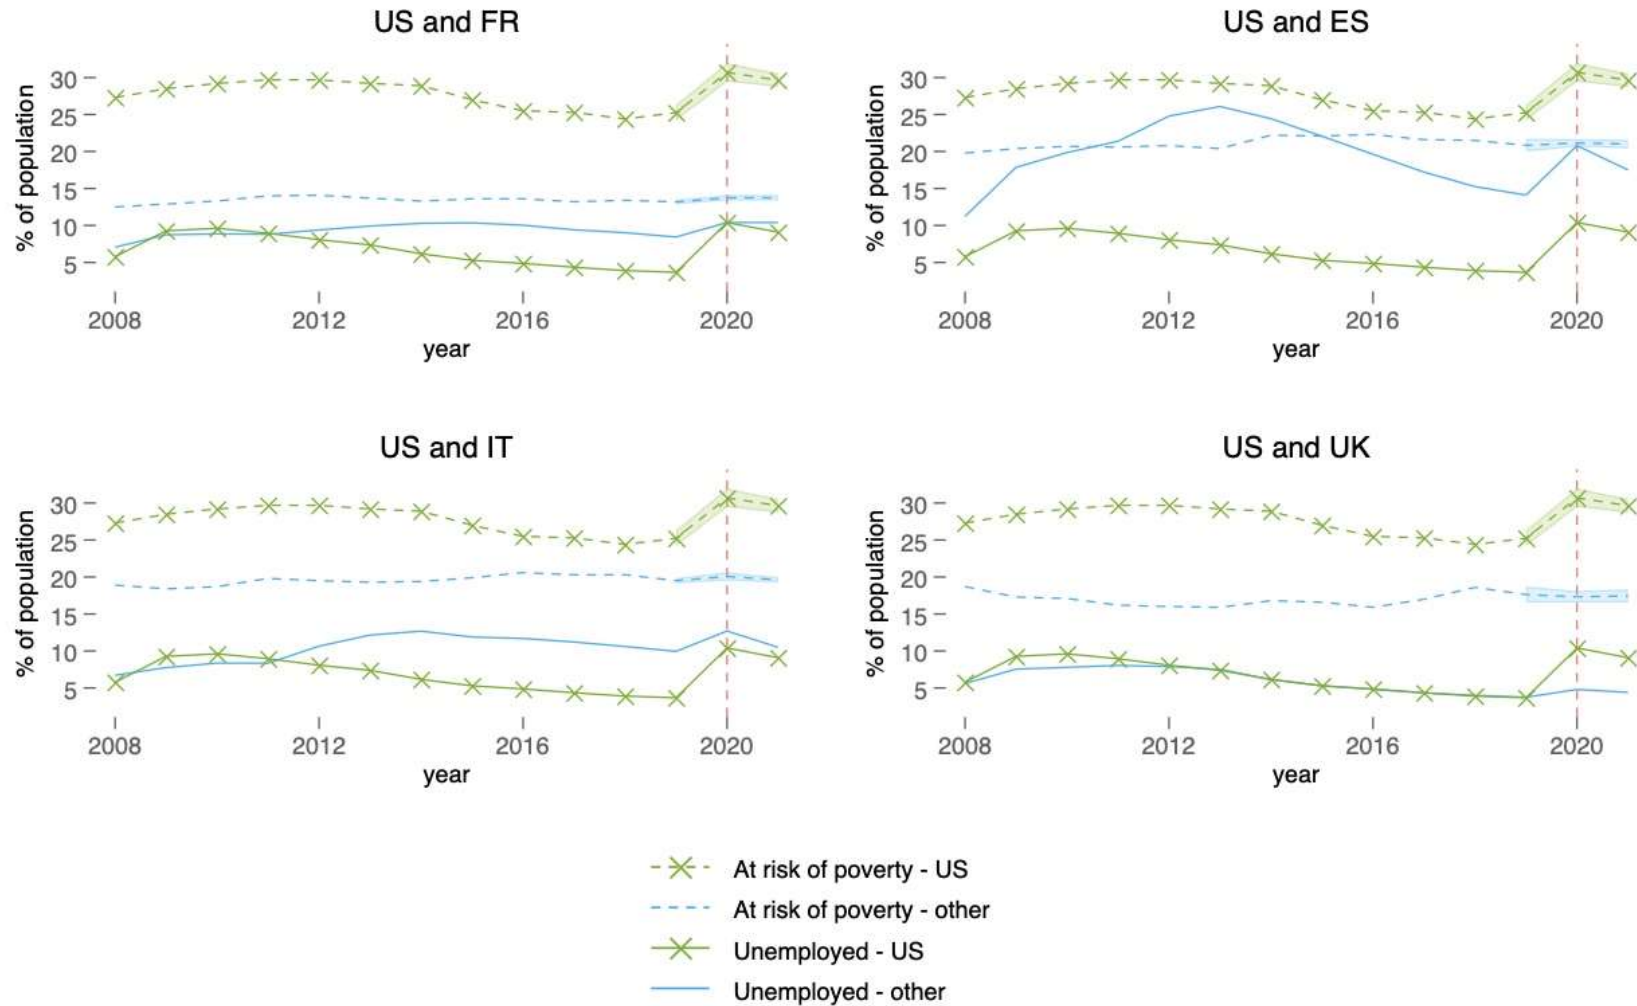 US and FR
% of population
30
25
20
15
10
5
2008 2012 2016 2020
year
US and ES
% of population
30
25
20
15
10
5
2008 2012 2016 2020
year
US and IT
% of population
30
25
20
15
10
5
2008 2012 2016 2020
year
US and UK
% of population
30
25
20
15
10
5
2008 2012 2016 2020
year
At risk of poverty - US
At risk of poverty - other
Unemployed - US
Unemployed - other